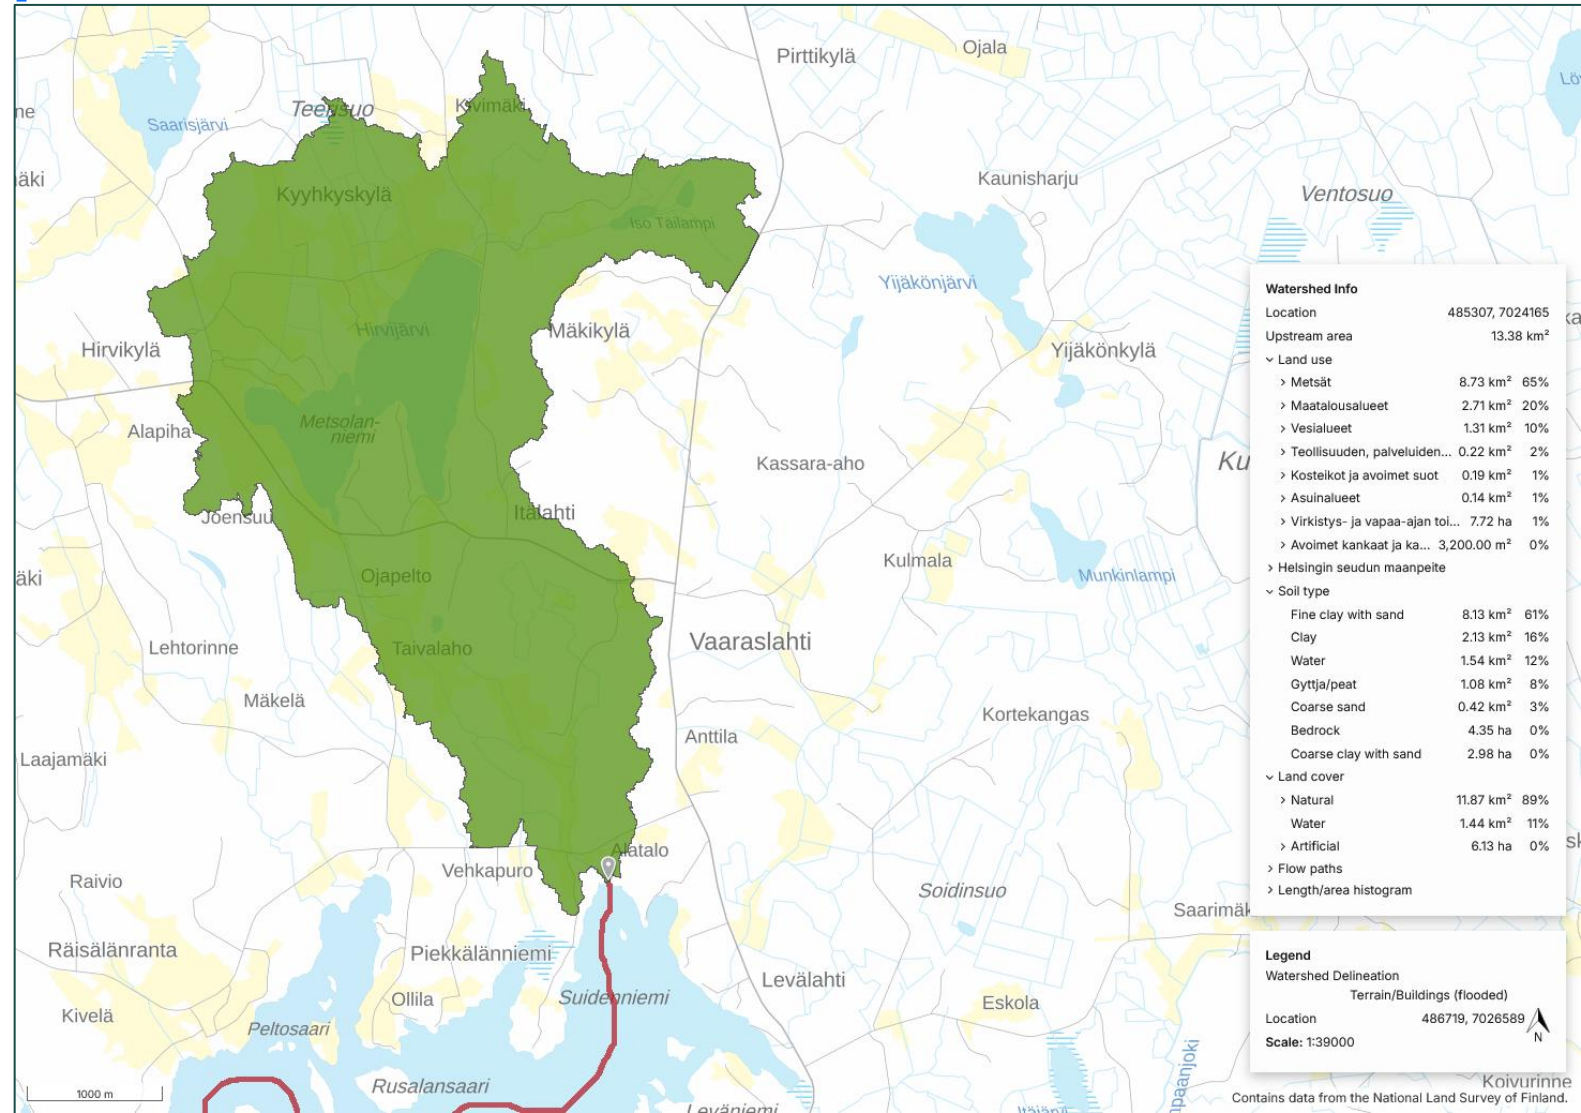 Pirttikylä
Ojala
ne
Teerisuo
Kivimäki
Saarisjärvi
äki
Kyyhkyskylä
Kaunisharju
Ventosuo
Iso Täilampi
Yijäkönjärvi
Hirvijärvi
Mäkikylä
Hirvikylä
Yijäkönkylä
Metsolan-
niemi
Alapiha
Kassara-aho
Ku
Joensuu
Itälahti
Kulmala
äki
Ojapelto
Munkinlampi
Lehtorinne
Taivalaho
Vaaraslahti
Mäkelä
Kortekangas
Laajamäki
Anttila
Alatalo
Vehkapuro
Raivio
Soidinsuo
Saarimäk
Räisälänranta
Piekkälänniemi
Levälahti
Suidenniemi
Ollila
Eskola
Kivelä
Peltosaari
Rusalansaari
Leväniemi
Itäjärvi
mpaanjoki
Koivurinne
1000 m
Watershed Info
Location 485307, 7024165
Upstream area 13.38 km²
Land use
Metsät 8.73 km² 65%
Maatalousalueet 2.71 km² 20%
Vesialueet 1.31 km² 10%
Teollisuuden, palveluiden... 0.22 km² 2%
Kosteikot ja avoimet suot 0.19 km² 1%
Asuinalueet 0.14 km² 1%
Virkistys- ja vapaa-ajan toi... 7.72 ha 1%
Avoimet kankaat ja ka... 3,200.00 m² 0%
Helsingin seudun maanpeite
Soil type
Fine clay with sand 8.13 km² 61%
Clay 2.13 km² 16%
Water 1.54 km² 12%
Gyttja/peat 1.08 km² 8%
Coarse sand 0.42 km² 3%
Bedrock 4.35 ha 0%
Coarse clay with sand 2.98 ha 0%
Land cover
Natural 11.87 km² 89%
Water 1.44 km² 11%
Artificial 6.13 ha 0%
Flow paths
Length/area histogram
Legend
Watershed Delineation
Terrain/Buildings (flooded)
Location 486719, 7026589
Scale: 1:39000
N
Contains data from the National Land Survey of Finland.